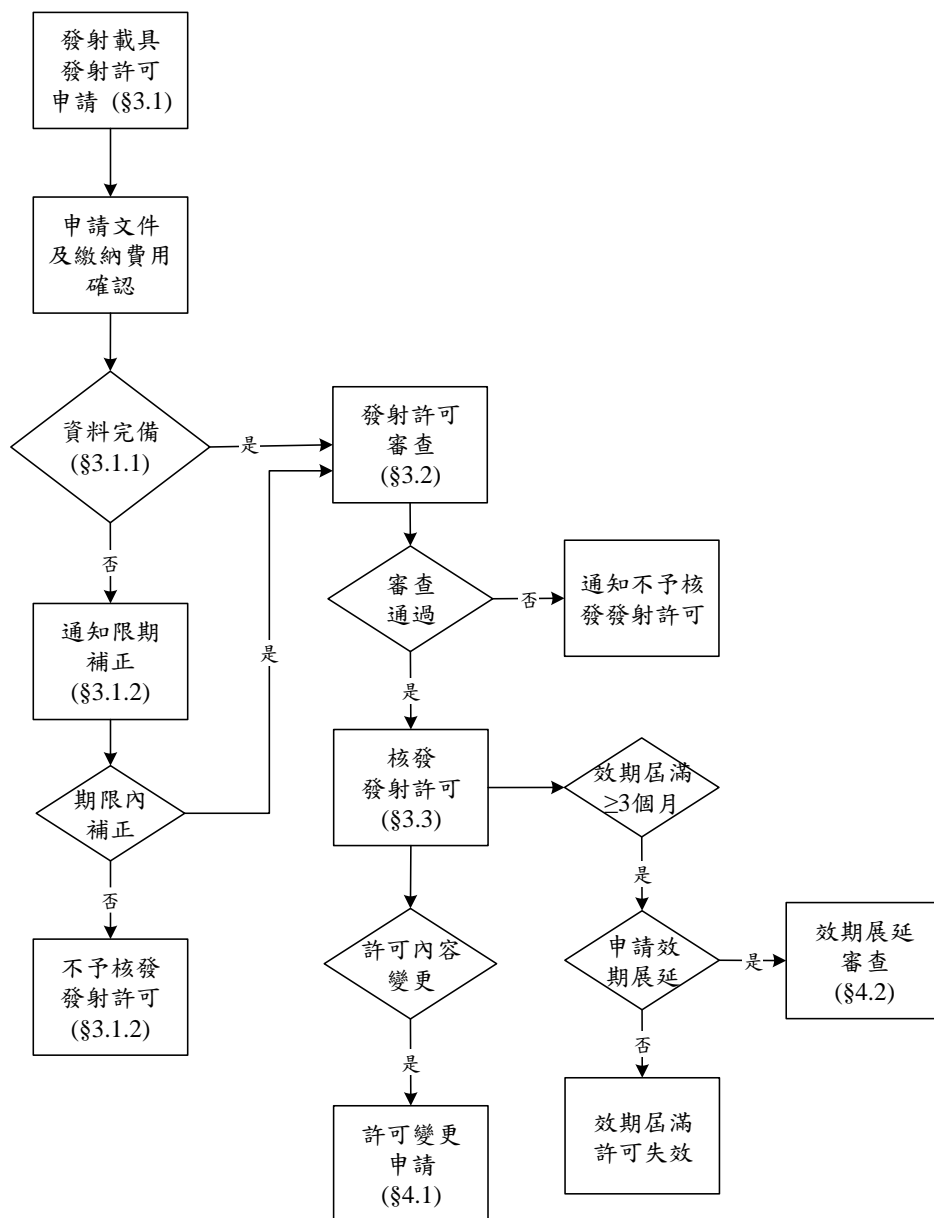 發射載具
發射許可
申請 (§3.1)
申請文件
及繳納費用
確認
資料完備
(§3.1.1)
是
發射許可
審查
(§3.2)
否
審查
通過
否
通知不予核
發發射許可
通知限期
補正
(§3.1.2)
是
是
期限內
補正
核發
發射許可
(§3.3)
效期屆滿
≥3個月
否
是
不予核發
發射許可
(§3.1.2)
許可內容
變更
申請效
期展延
是
效期展延
審查
(§4.2)
是
否
許可變更
申請
(§4.1)
效期屆滿
許可失效